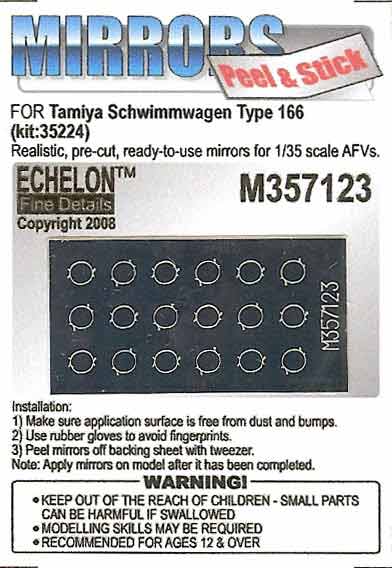 MIRRORS
Peel & Stick
FOR Tamiya Schwimmwagen Type 166
(kit:35224)
Realistic, pre-cut, ready-to-use mirrors for 1/35 scale AFVs.
ECHELON™
Fine Details
Copyright 2008
M357123
M357123
Installation:
1) Make sure application surface is free from dust and bumps.
2) Use rubber gloves to avoid fingerprints.
3) Peel mirrors off backing sheet with tweezer.
Note: Apply mirrors on model after it has been completed.
WARNING!
• KEEP OUT OF THE REACH OF CHILDREN - SMALL PARTS
CAN BE HARMFUL IF SWALLOWED
• MODELLING SKILLS MAY BE REQUIRED
• RECOMMENDED FOR AGES 12 & OVER